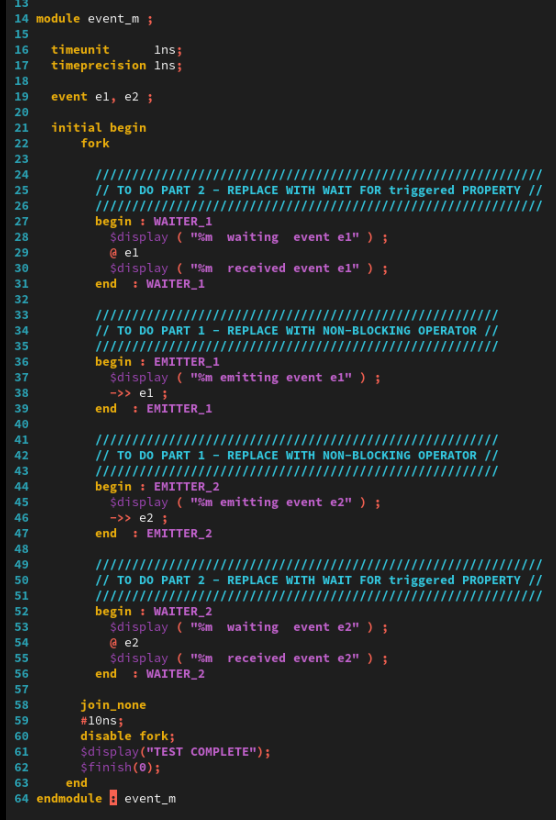 13
14 module event_m ;
15
16   timeunit      1ns;
17   timeprecision 1ns;
18
19   event e1, e2 ;
20
21   initial begin
22       fork
23
24         /////////////////////////////////////////////////////////////
25         // TO DO PART 2 - REPLACE WITH WAIT FOR triggered PROPERTY //
26         /////////////////////////////////////////////////////////////
27         begin : WAITER_1
28           $display ( "%m  waiting  event e1" ) ;
29           @ e1
30           $display ( "%m  received event e1" ) ;
31         end  : WAITER_1
32
33         ///////////////////////////////////////////////////////
34         // TO DO PART 1 - REPLACE WITH NON-BLOCKING OPERATOR //
35         ///////////////////////////////////////////////////////
36         begin : EMITTER_1
37           $display ( "%m emitting event e1" ) ;
38           ->> e1 ;
39         end  : EMITTER_1
40
41         ///////////////////////////////////////////////////////
42         // TO DO PART 1 - REPLACE WITH NON-BLOCKING OPERATOR //
43         ///////////////////////////////////////////////////////
44         begin : EMITTER_2
45           $display ( "%m emitting event e2" ) ;
46           ->> e2 ;
47         end  : EMITTER_2
48
49         /////////////////////////////////////////////////////////////
50         // TO DO PART 2 - REPLACE WITH WAIT FOR triggered PROPERTY //
51         /////////////////////////////////////////////////////////////
52         begin : WAITER_2
53           $display ( "%m  waiting  event e2" ) ;
54           @ e2
55           $display ( "%m  received event e2" ) ;
56         end  : WAITER_2
57
58       join_none
59       #10ns;
60       disable fork;
61       $display("TEST COMPLETE");
62       $finish(0);
63     end
64 endmodule : event_m